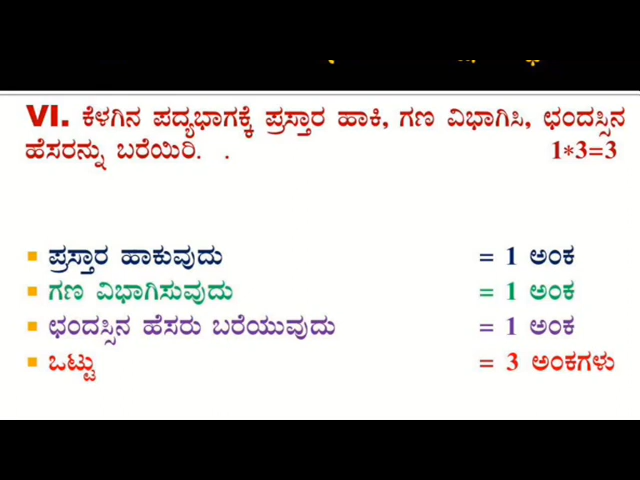 VI. ಕೆಳಗಿನ ಪದ್ಯಭಾಗಕ್ಕೆ ಪ್ರಸ್ತಾರ ಹಾಕಿ, ಗಣ ವಿಭಾಗಿಸಿ, ಛಂದಸ್ಸಿನ
ಹೆಸರನ್ನು ಬರೆಯಿರಿ. . 1*3=3
▪ ಪ್ರಸ್ತಾರ ಹಾಕುವುದು = 1 ಅಂಕ
▪ ಗಣ ವಿಭಾಗಿಸುವುದು = 1 ಅಂಕ
▪ ಛಂದಸ್ಸಿನ ಹೆಸರು ಬರೆಯುವುದು = 1 ಅಂಕ
▪ ಒಟ್ಟು = 3 ಅಂಕಗಳು